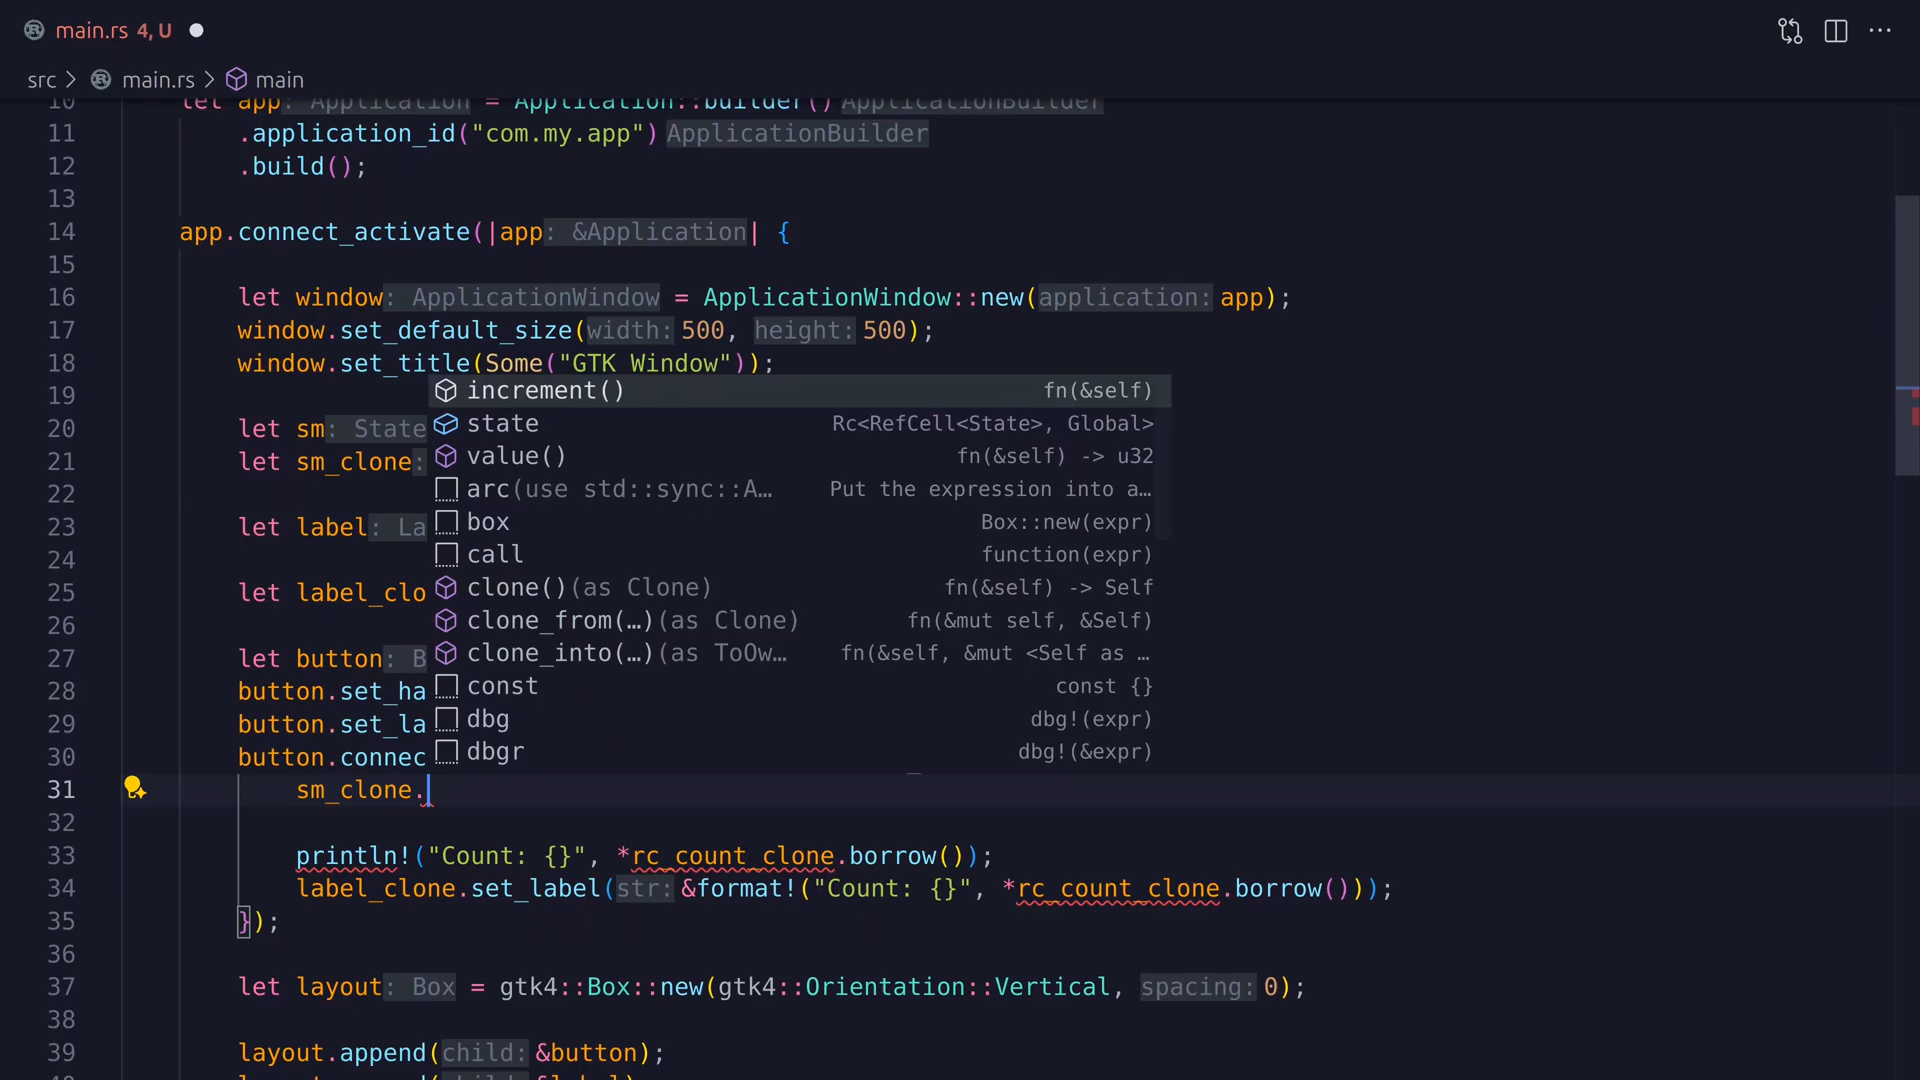 main.rs 4, U
src > main.rs > main
10 let app: Application = Application::builder() ApplicationBuilder
11 .application_id("com.my.app") ApplicationBuilder
12 .build();
13
14 app.connect_activate(|app: &Application| {
15
16 let window: ApplicationWindow = ApplicationWindow::new(application: app);
17 window.set_default_size(width: 500, height: 500);
18 window.set_title(Some("GTK Window"));
19 increment() fn(&self)
20 let sm: State state Rc<RefCell<State>, Global>
21 let sm_clone: value() fn(&self) -> u32
22 arc(use std::sync::A… Put the expression into a…
23 let label: La box Box::new(expr)
24 call function(expr)
25 let label_clo clone()(as Clone) fn(&self) -> Self
26 clone_from(…)(as Clone) fn(&mut self, &Self)
27 let button: B clone_into(…)(as ToOw… fn(&self, &mut <Self as …
28 button.set_ha const const {}
29 button.set_la dbg dbg!(expr)
30 button.connec dbgr dbg!(&expr)
31 sm_clone.
32
33 println!("Count: {}", *rc_count_clone.borrow());
34 label_clone.set_label(str: &format!("Count: {}", *rc_count_clone.borrow()));
35 });
36
37 let layout: Box = gtk4::Box::new(gtk4::Orientation::Vertical, spacing: 0);
38
39 layout.append(child: &button);